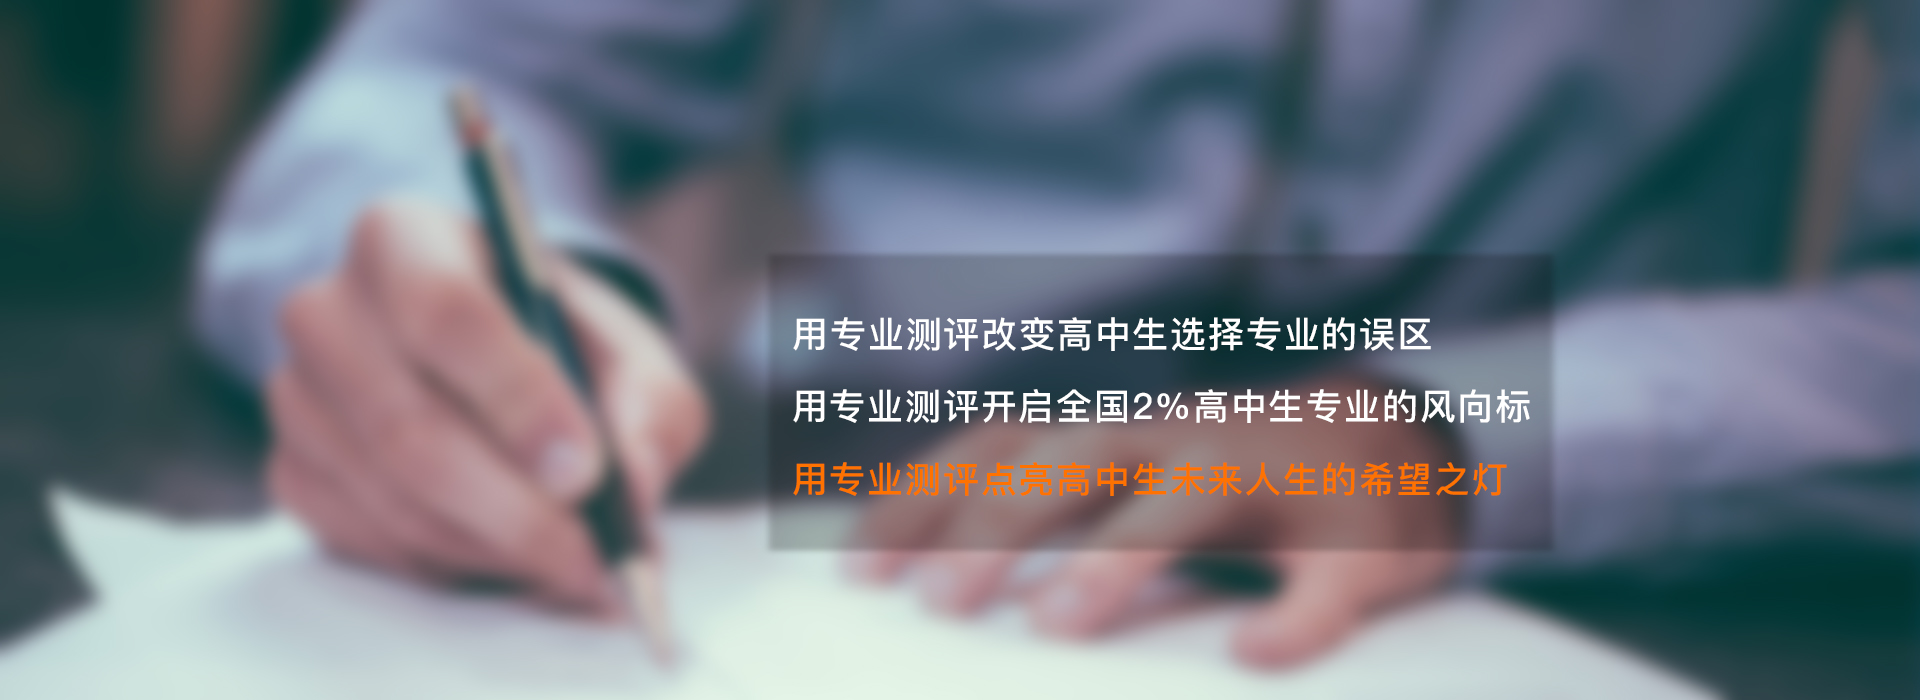 用专业测评改变高中生选择专业的误区
用专业测评开启全国2%高中生专业的风向标
用专业测评点亮高中生未来人生的希望之灯